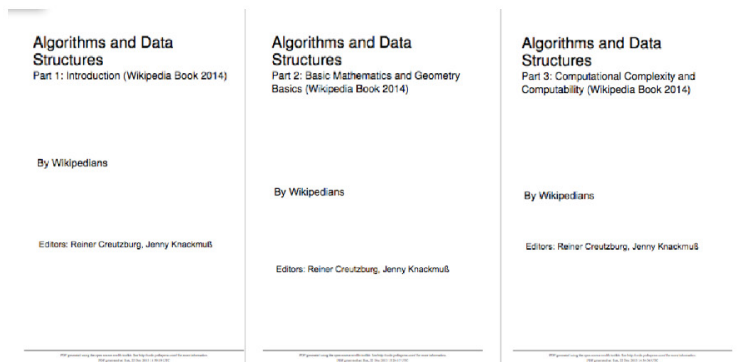 Algorithms and Data
Structures
Part 1: Introduction (Wikipedia Book 2014)
By Wikipedians
Editors: Reiner Creutzburg, Jenny Knackmuß
Algorithms and Data
Structures
Part 2: Basic Mathematics and Geometry
Basics (Wikipedia Book 2014)
By Wikipedians
Editors: Reiner Creutzburg, Jenny Knackmuß
Algorithms and Data
Structures
Part 3: Computational Complexity and
Computability (Wikipedia Book 2014)
By Wikipedians
Editors: Reiner Creutzburg, Jenny Knackmuß